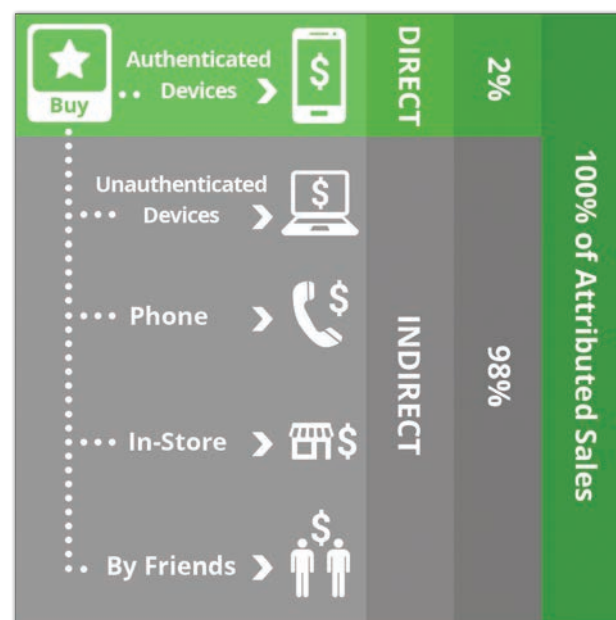 Buy
Authenticated
Devices
$
DIRECT
2%
Unauthenticated
Devices
$
Phone
$
In-Store
$
By Friends
$
INDIRECT
98%
100% of Attributed Sales